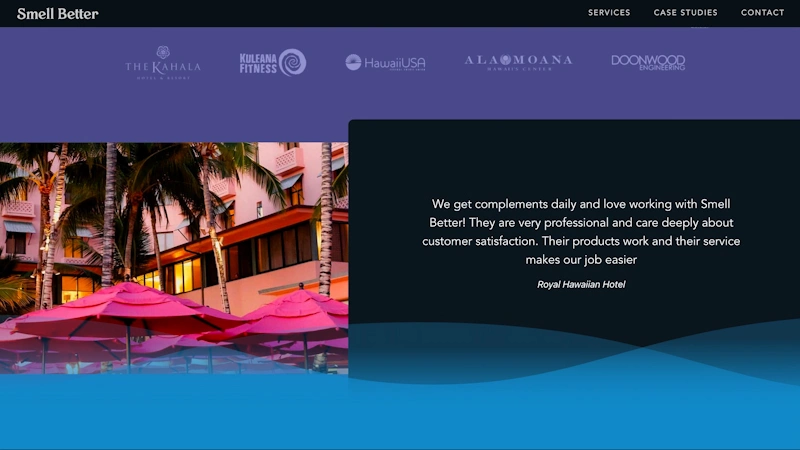 Smell Better
SERVICES CASE STUDIES CONTACT
THE KAHALA
HOTEL & RESORT
KULEANA
FITNESS
HawaiiUSA
ALA MOANA
HAWAII'S CENTER
DOONWOOD
ENGINEERING
We get complements daily and love working with Smell
Better! They are very professional and care deeply about
customer satisfaction. Their products work and their service
makes our job easier
Royal Hawaiian Hotel